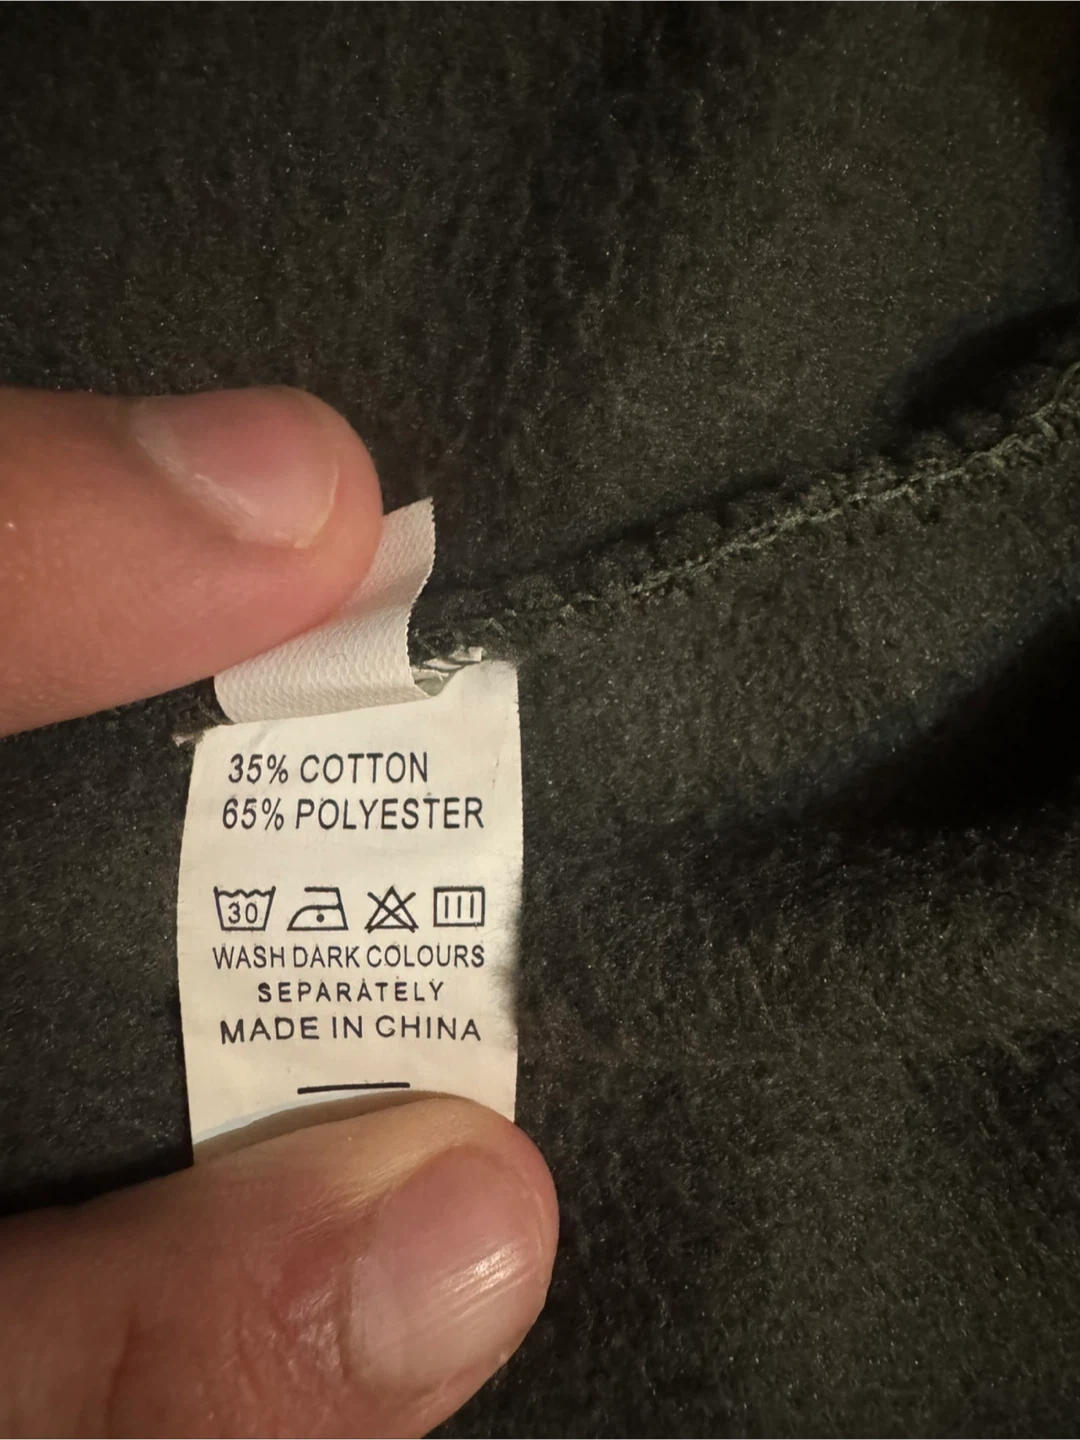 35% COTTON
65% POLYESTER
30
WASH DARK COLOURS
SEPARATELY
MADE IN CHINA